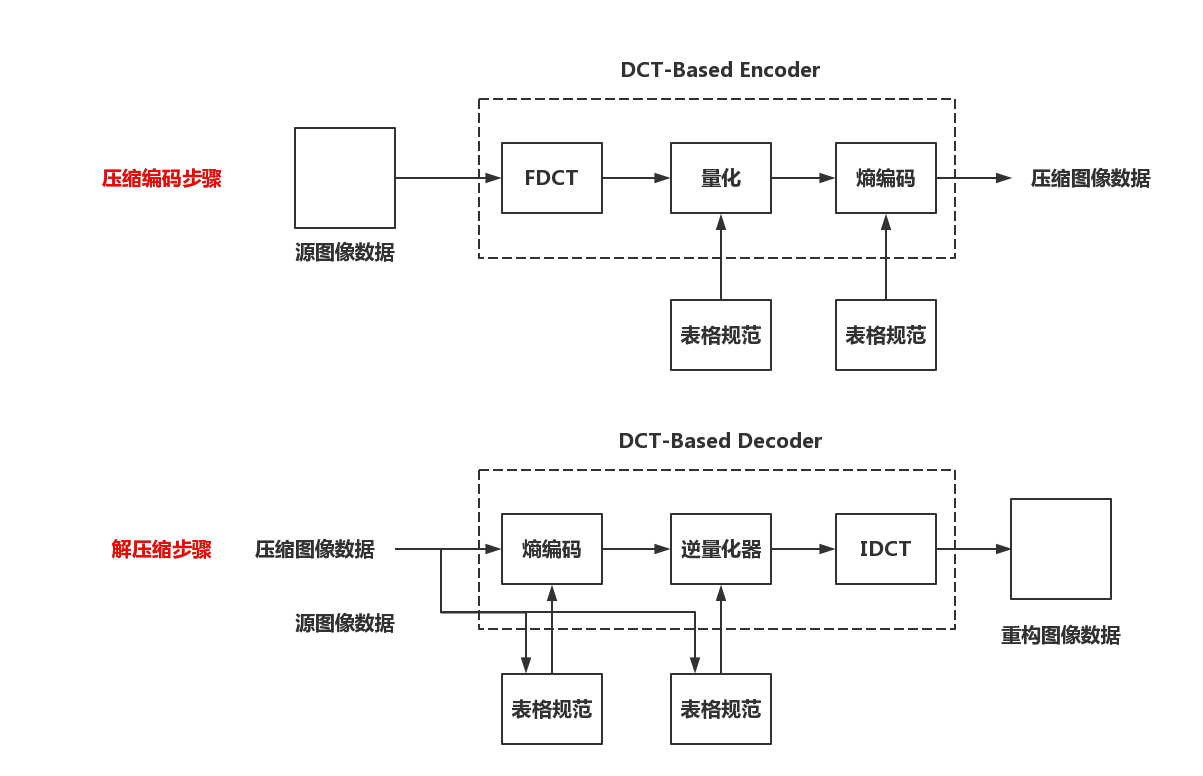 DCT-Based Encoder
压缩编码步骤
FDCT
量化
熵编码
压缩图像数据
源图像数据
表格规范
表格规范
DCT-Based Decoder
解压缩步骤
压缩图像数据
熵编码
逆量化器
IDCT
源图像数据
重构图像数据
表格规范
表格规范